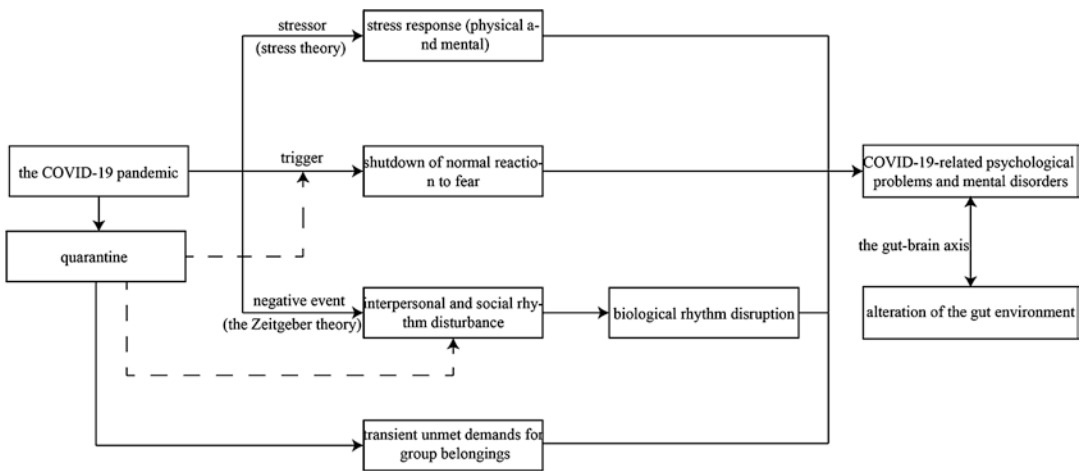 stressor
(stress theory)
stress response (physical a-
nd mental)
the COVID-19 pandemic
trigger
shutdown of normal reactio-
n to fear
COVID-19-related psychological
problems and mental disorders
quarantine
the gut-brain axis
negative event
(the Zeitgeber theory)
interpersonal and social rhy-
thm disturbance
biological rhythm disruption
alteration of the gut environment
transient unmet demands for
group belongings